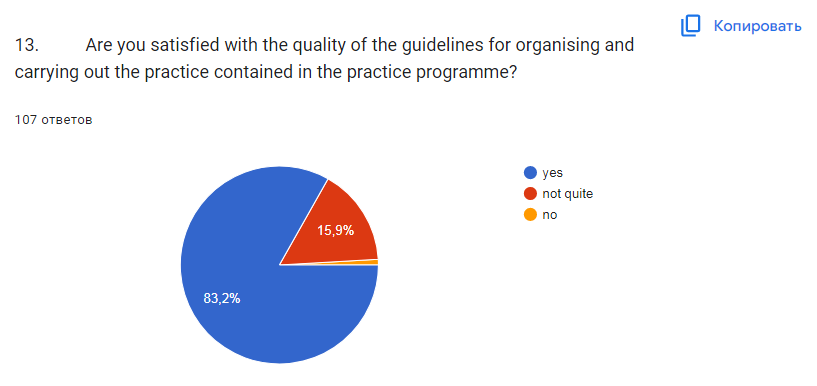 Копировать
13. Are you satisfied with the quality of the guidelines for organising and
carrying out the practice contained in the practice programme?
107 ответов
yes
not quite
no
15,9%
83,2%